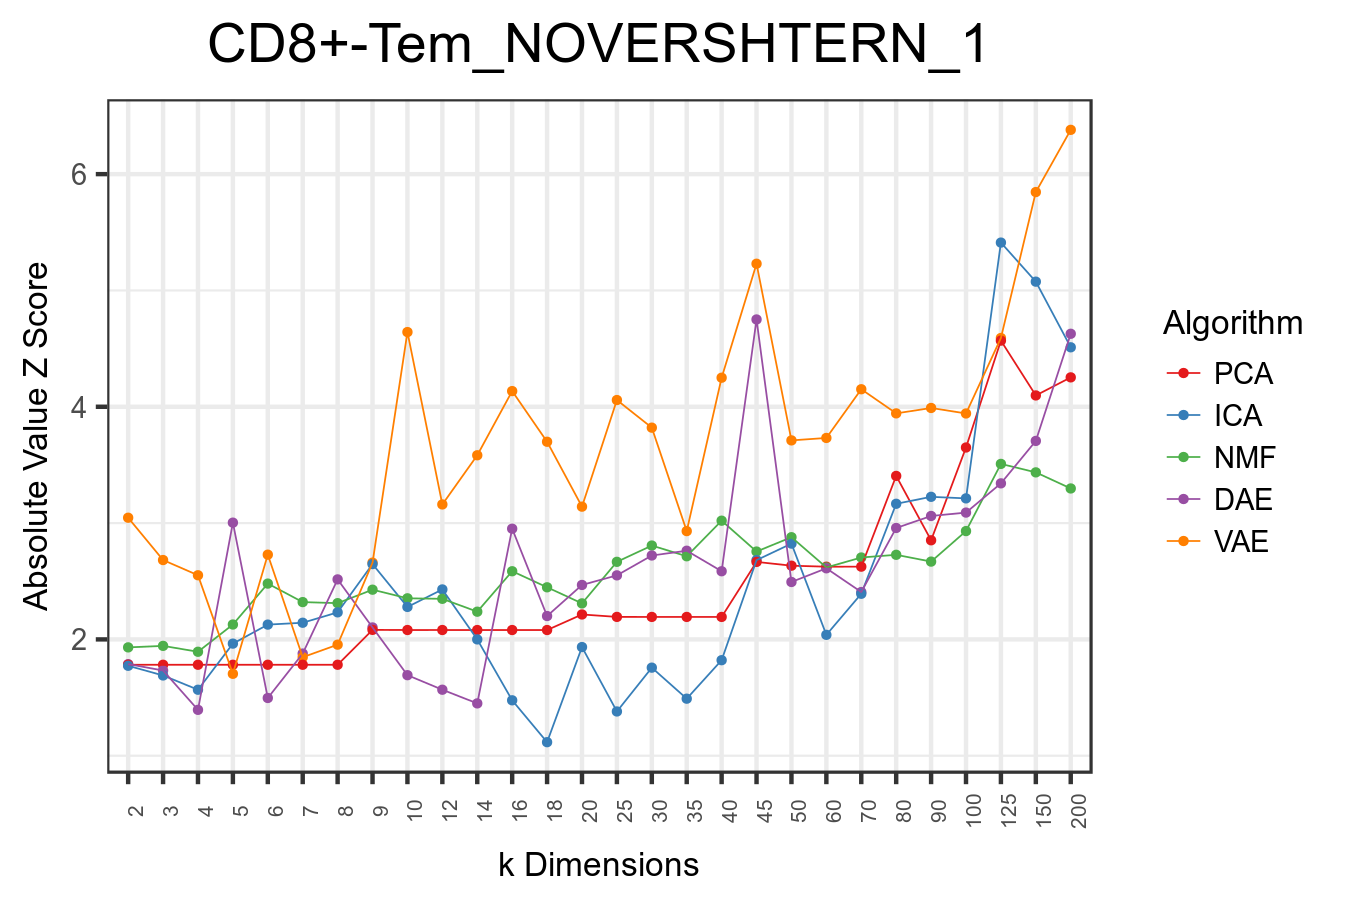 CD8+-Tem_NOVERSHTERN_1
Absolute Value Z Score
6
4
2
2 3 4 5 6 7 8 9 10 12 14 16 18 20 25 30 35 40 45 50 60 70 80 90 100 125 150 200
k Dimensions
Algorithm
PCA
ICA
NMF
DAE
VAE